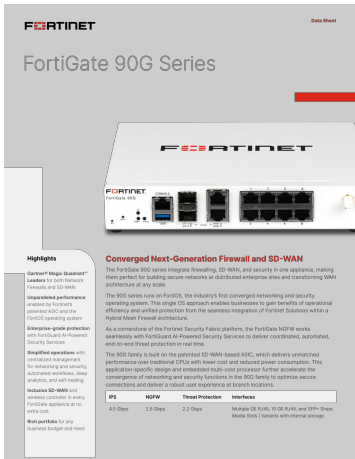 FORTINET
Data Sheet
FortiGate 90G Series
FORTINET
FORTINET
FortiGate 90G
CONSOLE
USB
Highlights
Gartner® Magic Quadrant™
Leaders for both Network
Firewalls and SD-WAN
Unparalleled performance
enabled by Fortinet's
patented ASIC and the
FortiOS operating system
Enterprise-grade protection
with FortiGuard AI-Powered
Security Services
Simplified operations with
centralized management
for networking and security,
automated workflows, deep
analytics, and self-healing
Inclusive SD-WAN and
wireless controller in every
FortiGate appliance at no
extra cost
Rich portfolio for any
business budget and need
Converged Next-Generation Firewall and SD-WAN
The FortiGate 90G series integrate firewalling, SD-WAN, and security in one appliance, making
them perfect for building secure networks at distributed enterprise sites and transforming WAN
architecture at any scale.
The 90G series runs on FortiOS, the industry's first converged networking and security
operating system. This single OS approach enables businesses to gain benefits of operational
efficiency and unified protection from the seamless integration of Fortinet Solutions within a
Hybrid Mesh Firewall architecture.
As a cornerstone of the Fortinet Security Fabric platform, the FortiGate NGFW works
seamlessly with FortiGuard AI-Powered Security Services to deliver coordinated, automated,
end-to-end threat protection in real time.
The 90G family is built on the patented SD-WAN-based ASIC, which delivers unmatched
performance over traditional CPUs with lower cost and reduced power consumption. This
application-specific design and embedded multi-core processor further accelerate the
convergence of networking and security functions in the 90G family to optimize secure
connections and deliver a robust user experience at branch locations.
IPS NGFW Threat Protection Interfaces
4.5 Gbps 2.5 Gbps 2.2 Gbps Multiple GE RJ45, 10 GE RJ45, and SFP+ Share
Media Slots | Variants with internal storage